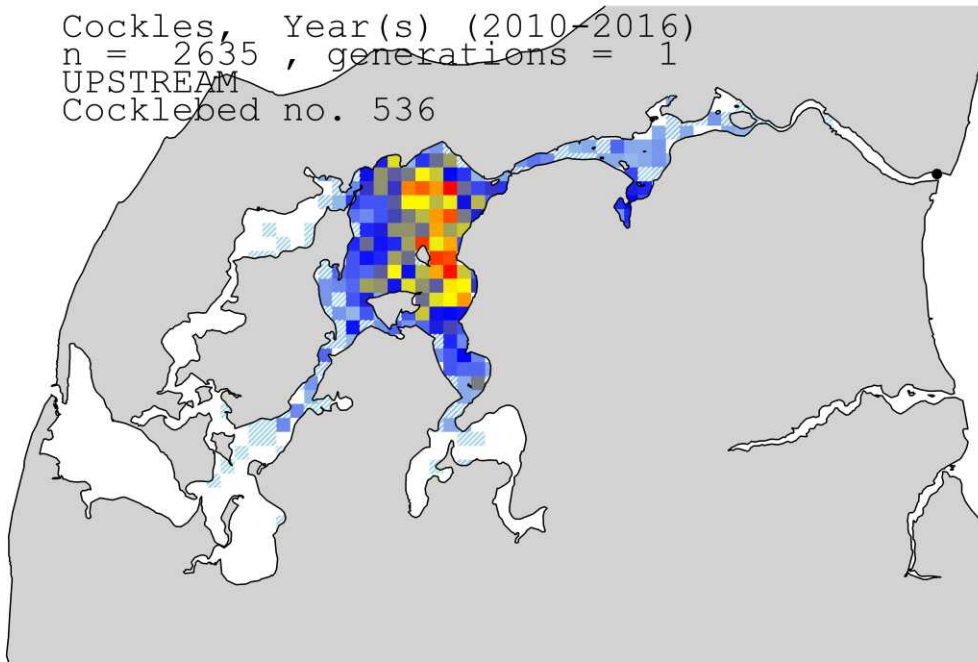 Cockles, Year(s) (2010-2016)
n = 2635 , generations = 1
UPSTREAM
Cocklebed no. 536